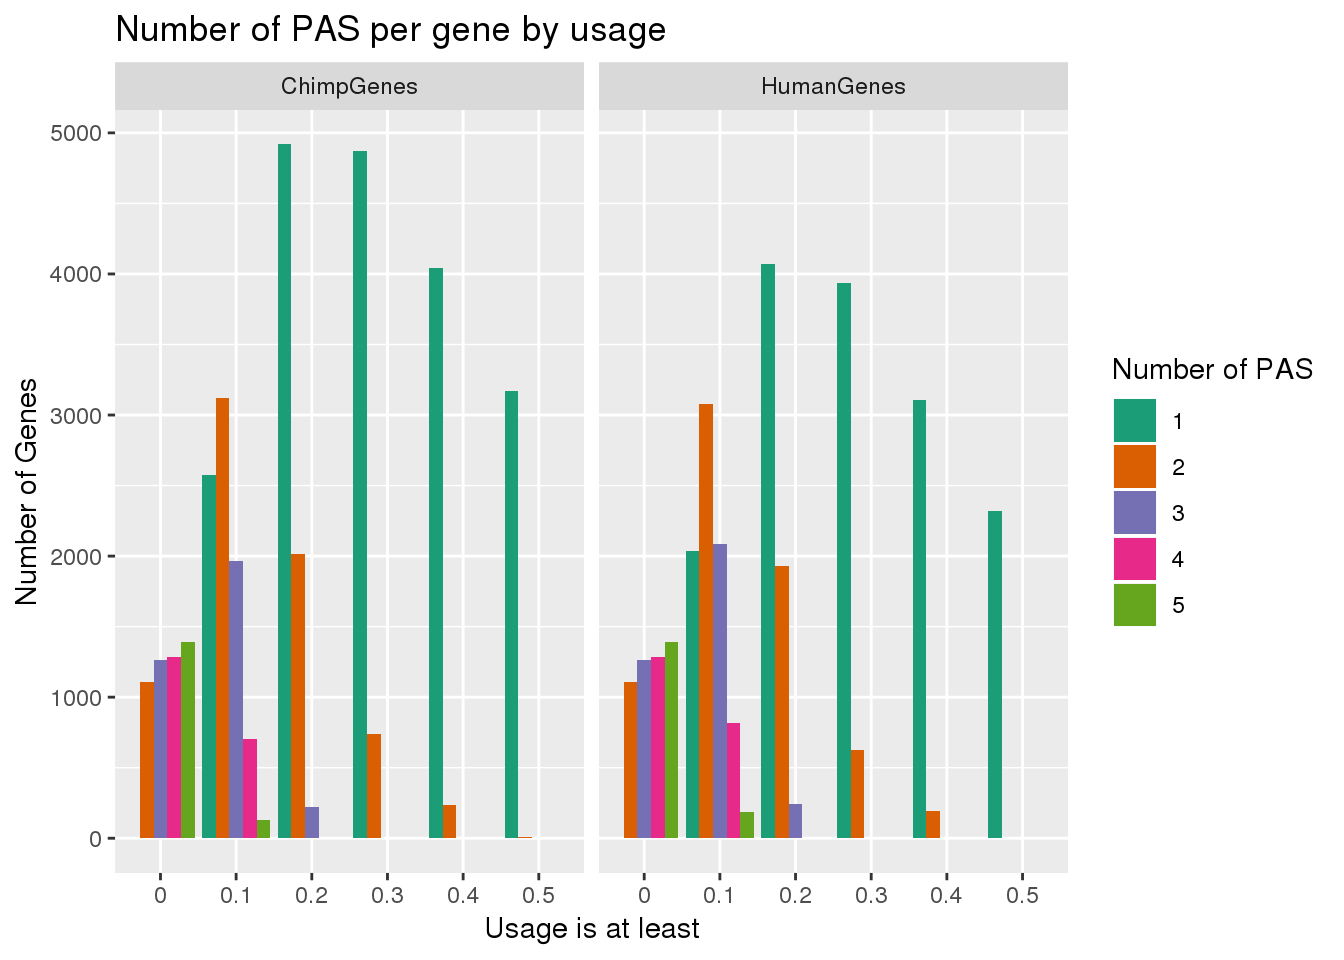 Number of PAS per gene by usage
ChimpGenes
HumanGenes
5000
4000
3000
2000
1000
0
Number of Genes
0 0.1 0.2 0.3 0.4 0.5
0 0.1 0.2 0.3 0.4 0.5
Usage is at least
Number of PAS
1
2
3
4
5